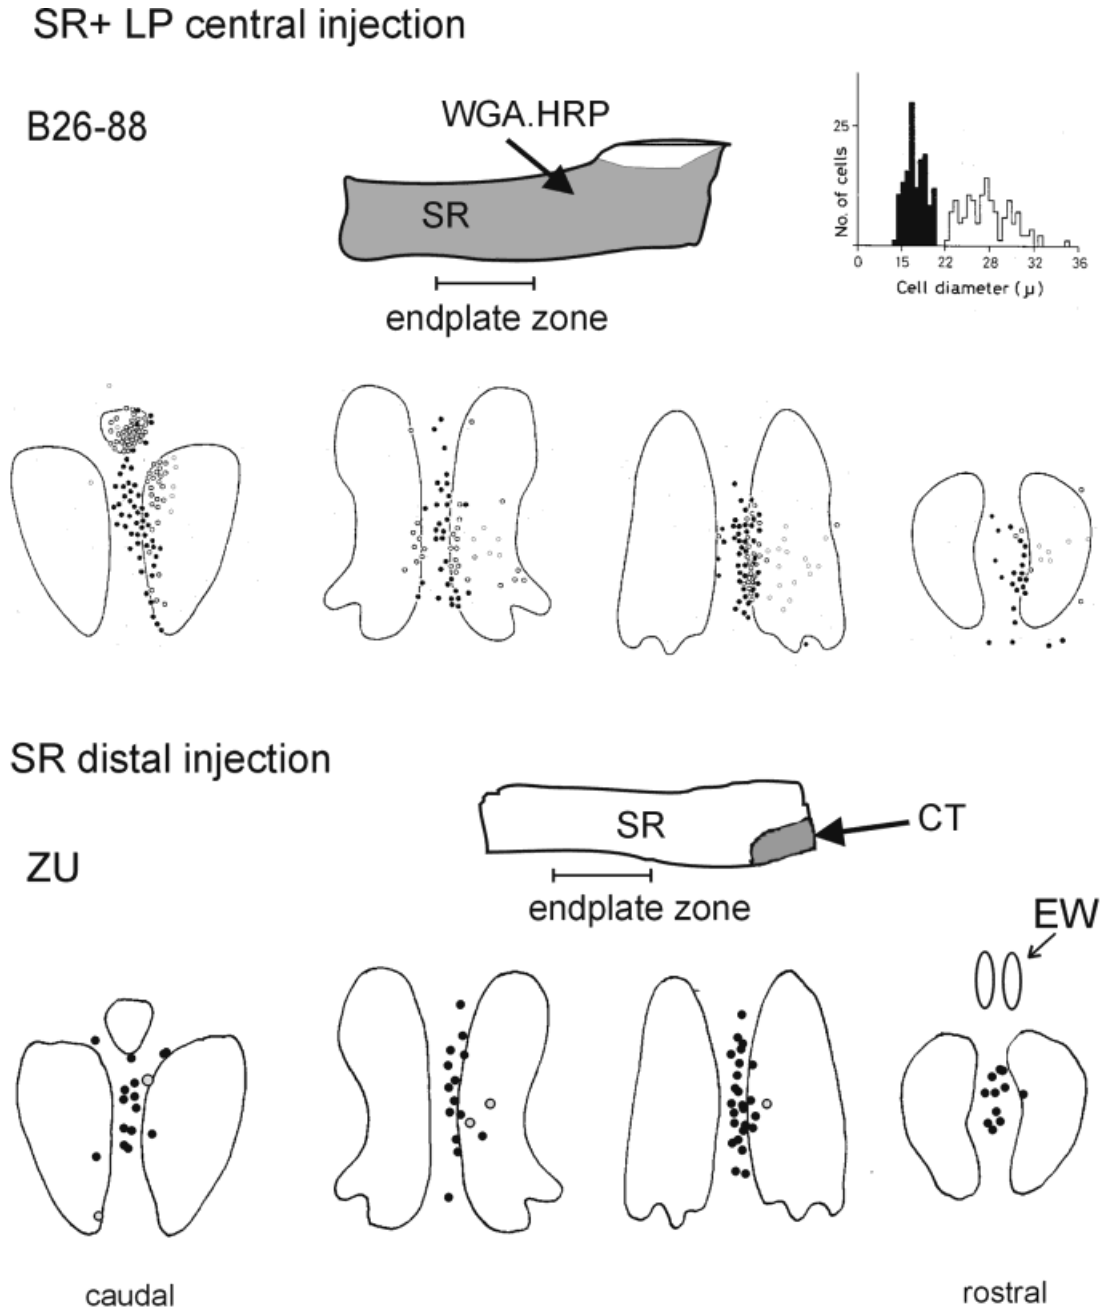 SR+ LP central injection
B26-88
WGA.HRP
SR
endplate zone
25
No. of cells
0 15 22 28 32 36
Cell diameter (μ)
SR distal injection
ZU
SR
CT
endplate zone
EW
caudal
rostral